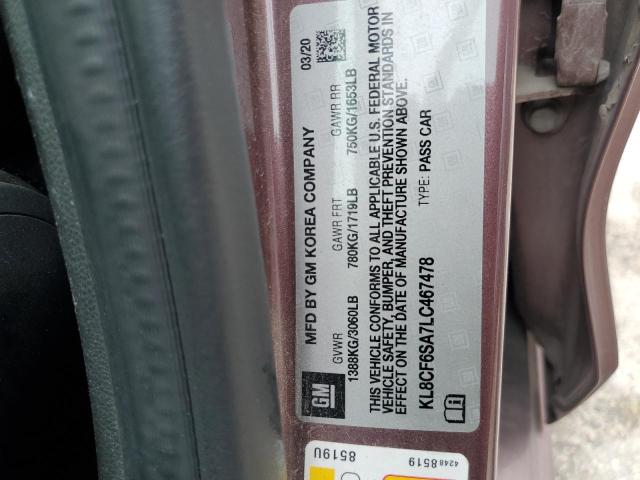 MFD BY GM KOREA COMPANY 03/20
GVWR GAWR FRT GAWR RR
1388KG/3060LB 780KG/1719LB 750KG/1653LB
THIS VEHICLE CONFORMS TO ALL APPLICABLE U.S. FEDERAL MOTOR
VEHICLE SAFETY, BUMPER, AND THEFT PREVENTION STANDARDS IN
EFFECT ON THE DATE OF MANUFACTURE SHOWN ABOVE.
KL8CF6SA7LC467478 TYPE: PASS CAR
GM
8519U
4248 8519